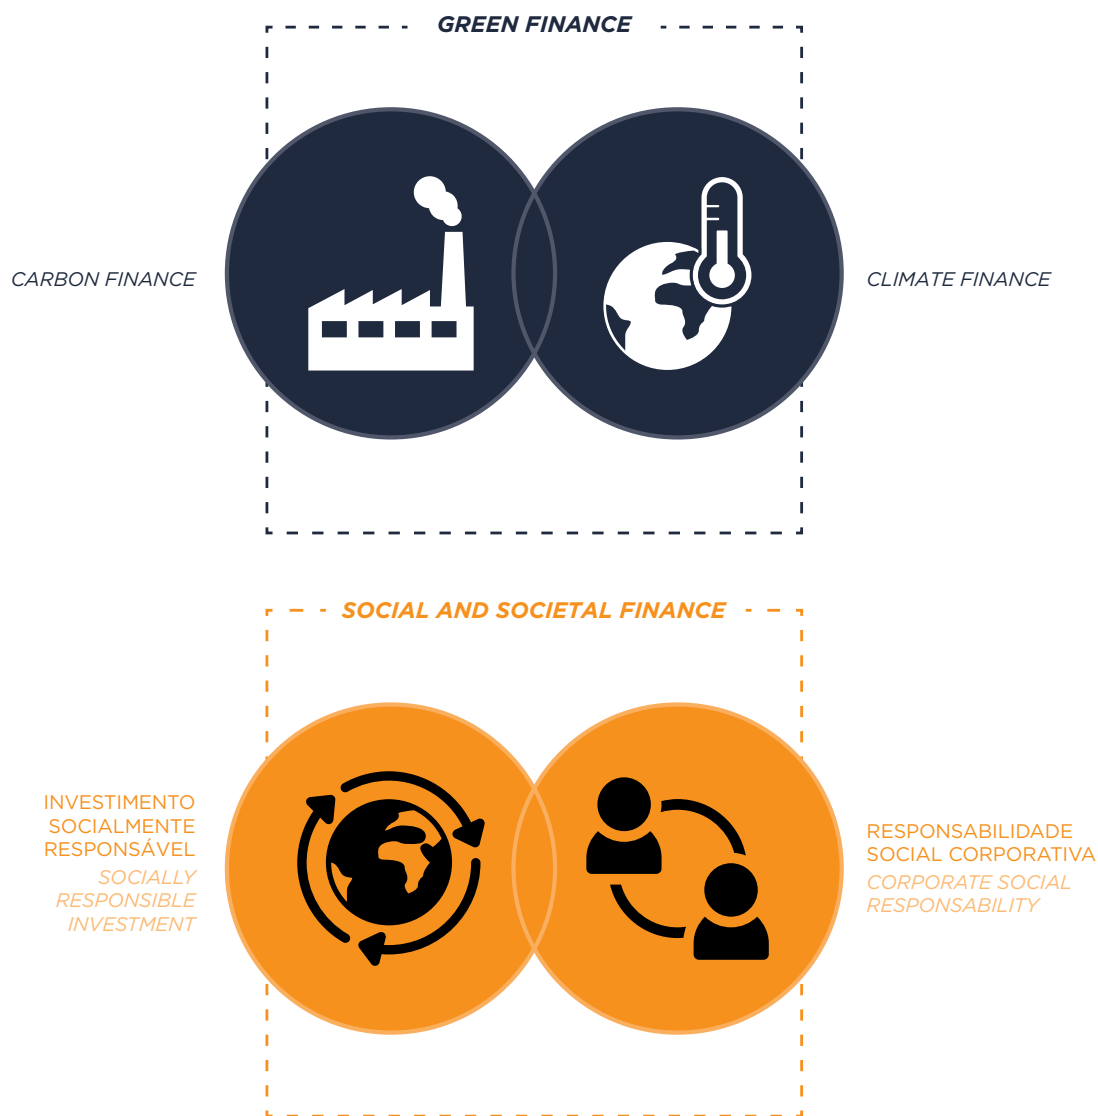 GREEN FINANCE
CARBON FINANCE
CLIMATE FINANCE
SOCIAL AND SOCIETAL FINANCE
INVESTIMENTO
SOCIALMENTE
RESPONSÁVEL
SOCIALLY
RESPONSIBLE
INVESTMENT
RESPONSABILIDADE
SOCIAL CORPORATIVA
CORPORATE SOCIAL
RESPONSABILITY